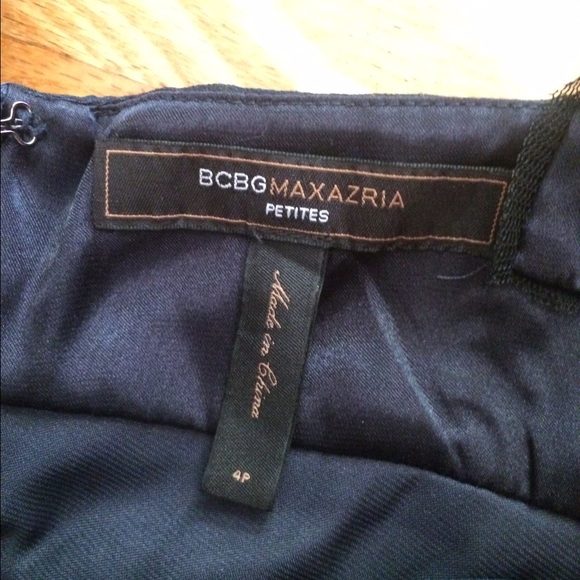 BCBGMAXAZRIA
PETITES
Made in China
4P